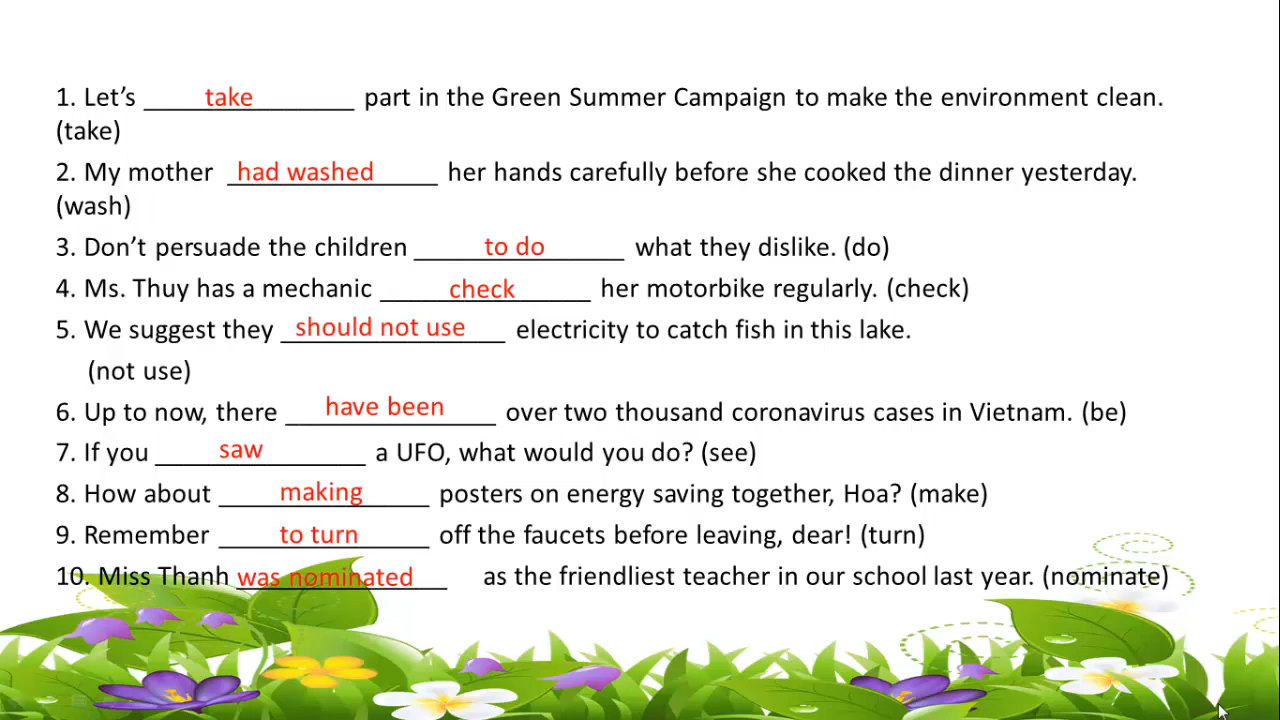 1. Let’s ________take________ part in the Green Summer Campaign to make the environment clean.
(take)
2. My mother had washed her hands carefully before she cooked the dinner yesterday.
(wash)
3. Don’t persuade the children to do what they dislike. (do)
4. Ms. Thuy has a mechanic check her motorbike regularly. (check)
5. We suggest they should not use electricity to catch fish in this lake.
(not use)
6. Up to now, there have been over two thousand coronavirus cases in Vietnam. (be)
7. If you saw a UFO, what would you do? (see)
8. How about making posters on energy saving together, Hoa? (make)
9. Remember to turn off the faucets before leaving, dear! (turn)
10. Miss Thanh was nominated as the friendliest teacher in our school last year. (nominate)